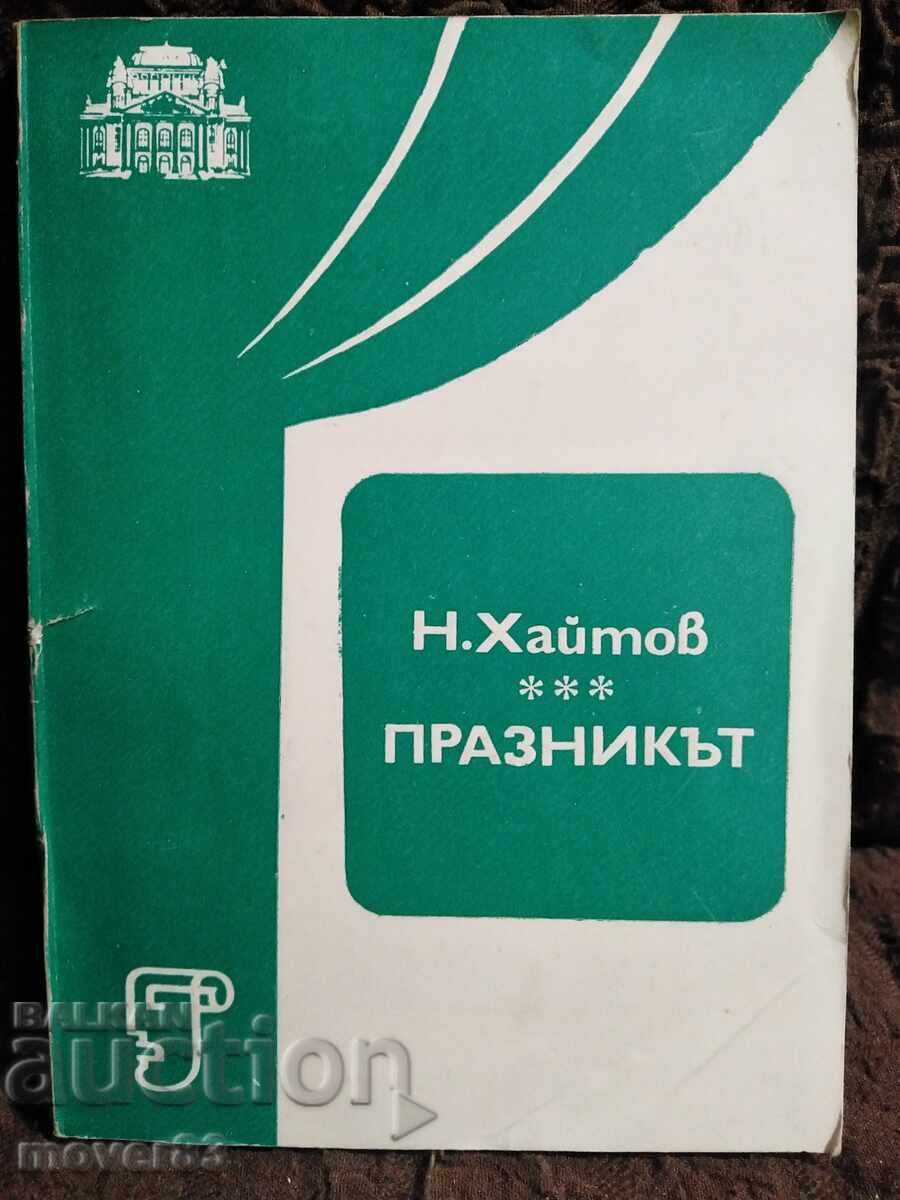 Н.Хайтов
***
ПРАЗНИКЪТ
BALKAN
auction
mover83